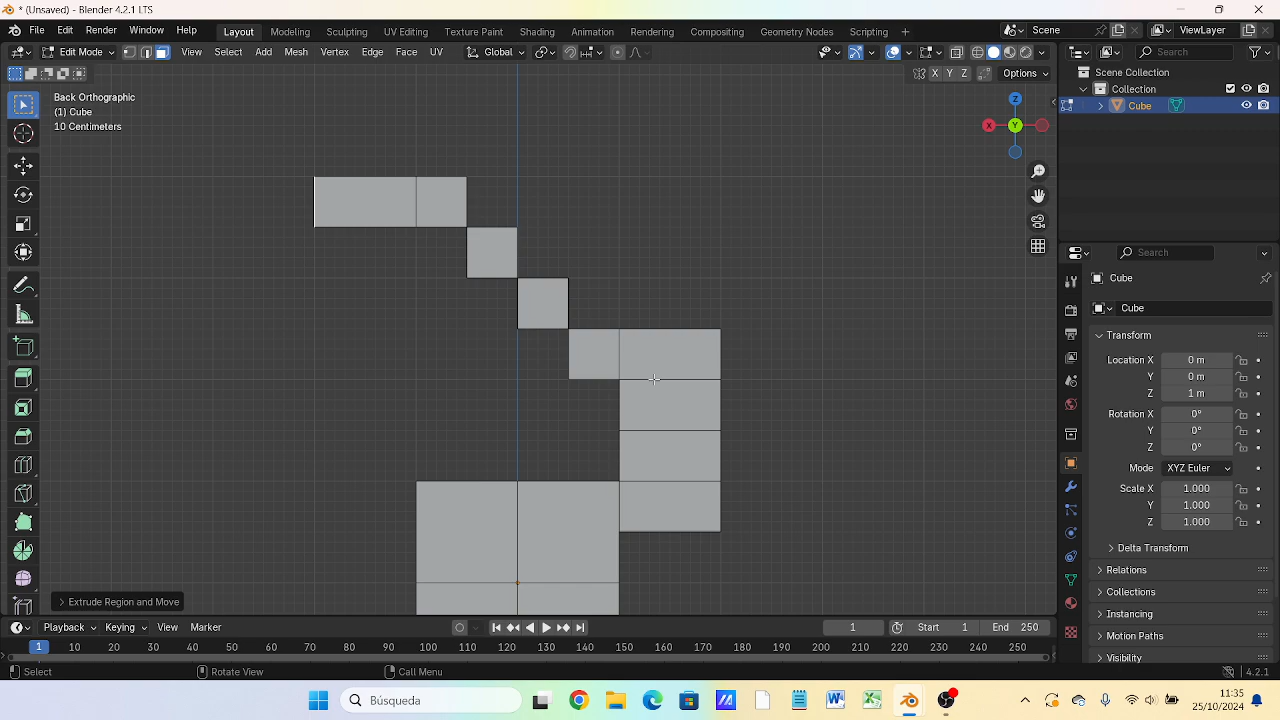 * (Unsaved) - Blender 4.2.1 LTS
File Edit Render Window Help Layout Modeling Sculpting UV Editing Texture Paint Shading Animation Rendering Compositing Geometry Nodes Scripting + Scene ViewLayer
Edit Mode View Select Add Mesh Vertex Edge Face UV Global Search
X Y Z Options
Scene Collection
Collection
Cube
Back Orthographic
(1) Cube
10 Centimeters
Z
X Y
Search
Cube
Cube
Transform
Location X 0 m
Y 0 m
Z 1 m
Rotation X 0°
Y 0°
Z 0°
Mode XYZ Euler
Scale X 1.000
Y 1.000
Z 1.000
Delta Transform
Relations
Collections
Instancing
Motion Paths
Visibility
Extrude Region and Move
Playback Keying View Marker 1 Start 1 End 250
1 10 20 30 40 50 60 70 80 90 100 110 120 130 140 150 160 170 180 190 200 210 220 230 240 250
Select Rotate View Call Menu 4.2.1
Búsqueda
11:35
25/10/2024